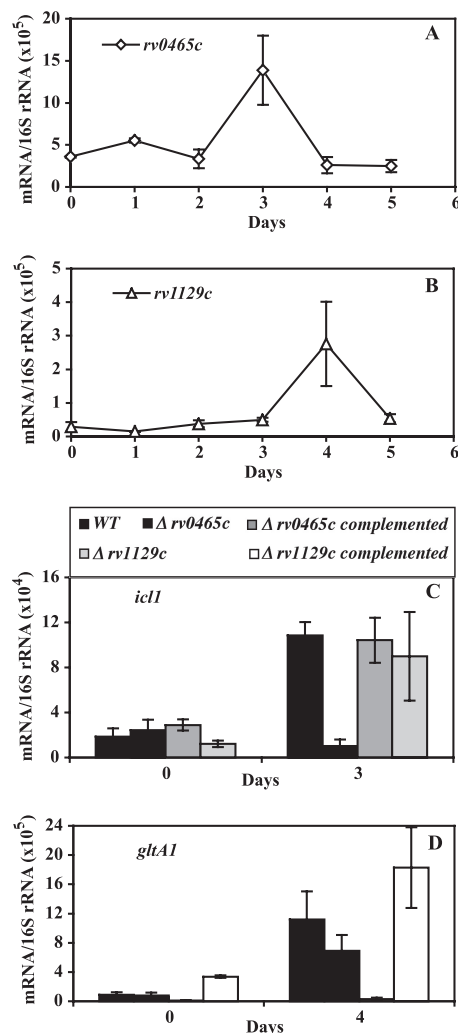 A
mRNA/16S rRNA (x10⁵)
20
15
10
5
0
rv0465c
0 1 2 3 4 5 6
Days
B
mRNA/16S rRNA (x10⁵)
5
4
3
2
1
0
rv1129c
0 1 2 3 4 5 6
Days
WT Δ rv0465c Δ rv0465c complemented
Δ rv1129c Δ rv1129c complemented
C
icl1
mRNA/16S rRNA (x10⁴)
16
12
8
4
0
0 3
Days
D
gltA1
mRNA/16S rRNA (x10⁵)
24
20
16
12
8
4
0
0 4
Days